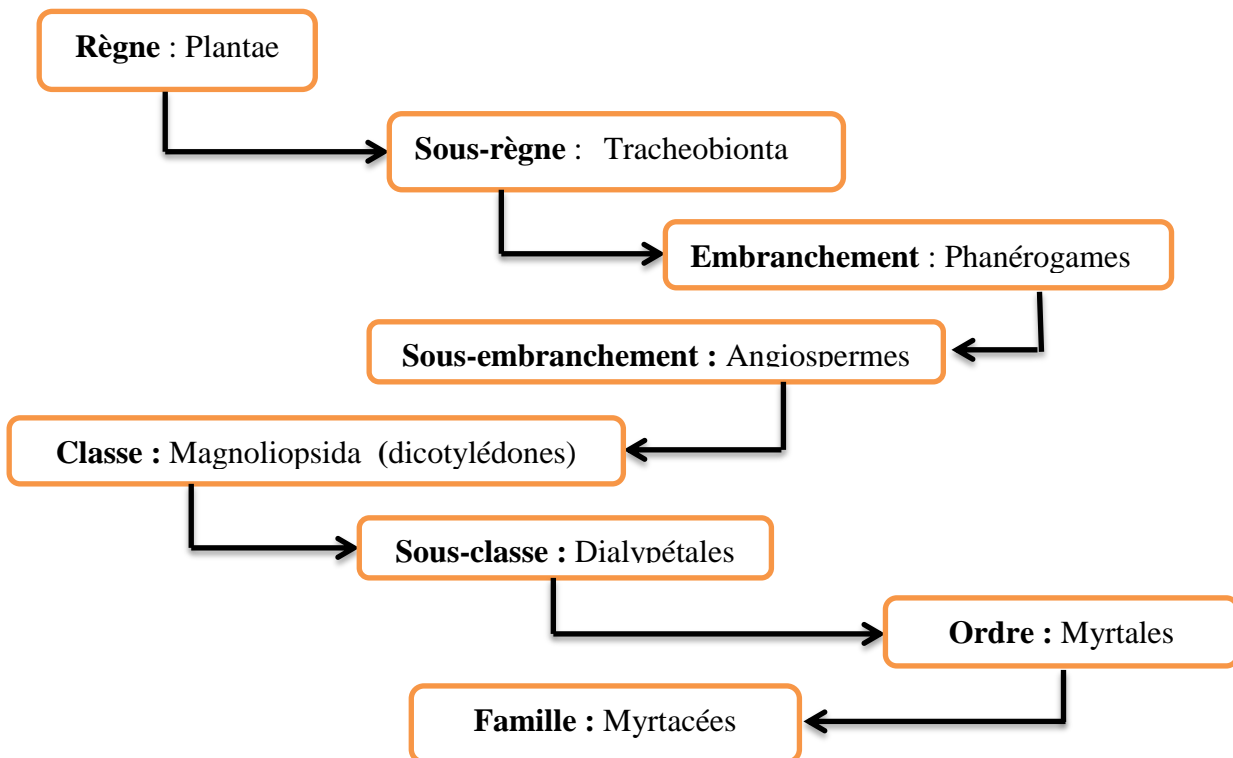 Règne : Plantae
Sous-règne : Tracheobionta
Embranchement : Phanérogames
Sous-embranchement : Angiospermes
Classe : Magnoliopsida (dicotylédones)
Sous-classe : Dialypétales
Ordre : Myrtales
Famille : Myrtacées